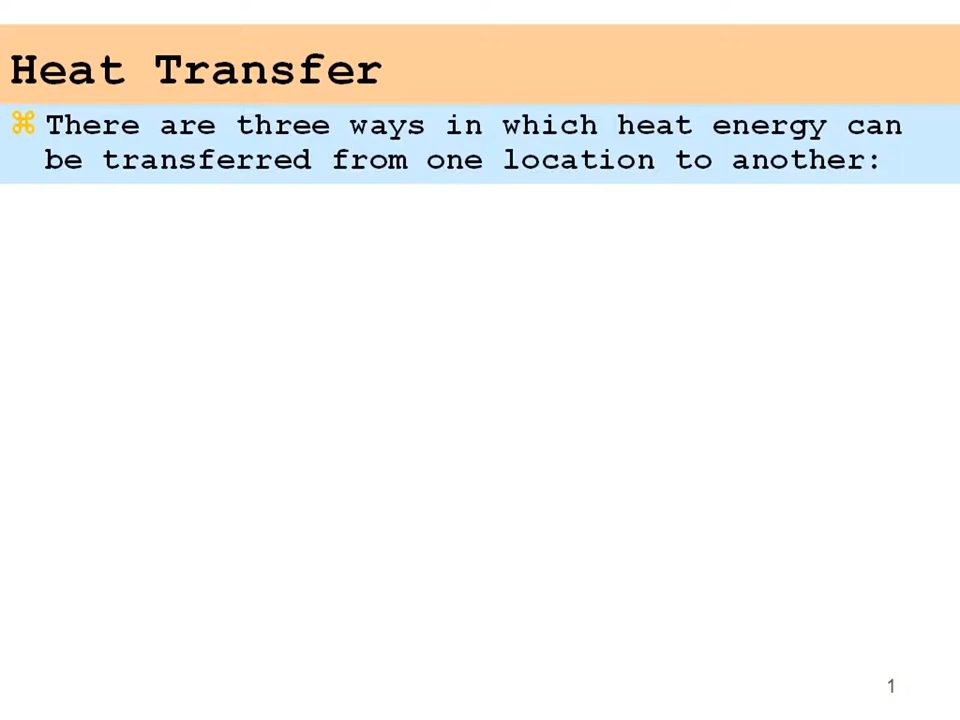 Heat Transfer
⌘ There are three ways in which heat energy can
be transferred from one location to another:
1